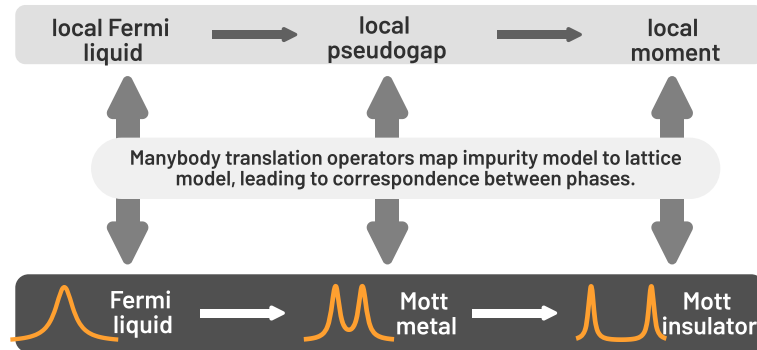 local Fermi
liquid
local
pseudogap
local
moment
Manybody translation operators map impurity model to lattice
model, leading to correspondence between phases.
Fermi
liquid
Mott
metal
Mott
insulator